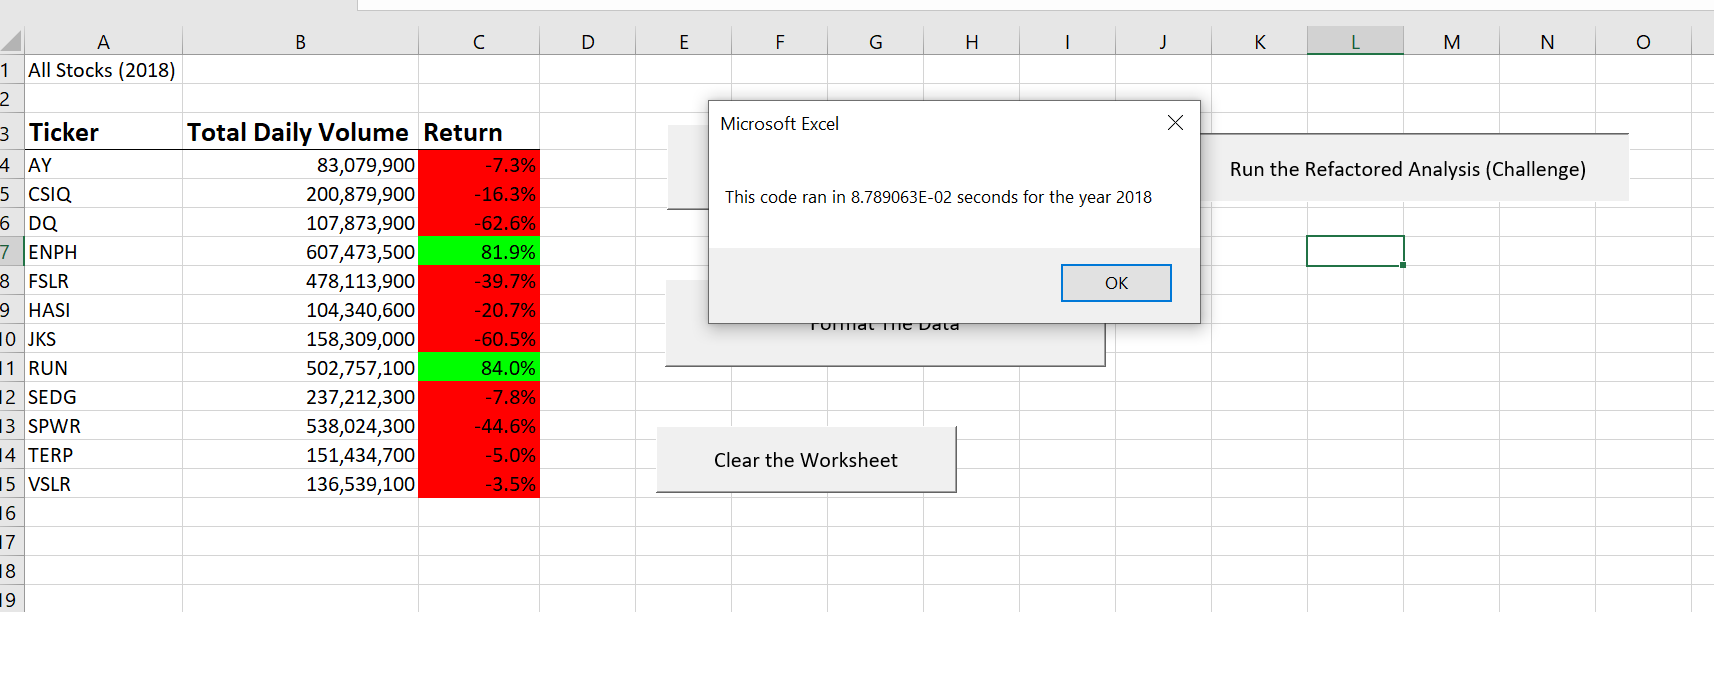 A B C D E F G H I J K L M N O
1 All Stocks (2018)
2
3 Ticker Total Daily Volume Return
4 AY 83,079,900 -7.3%
5 CSIQ 200,879,900 -16.3%
6 DQ 107,873,900 -62.6%
7 ENPH 607,473,500 81.9%
8 FSLR 478,113,900 -39.7%
9 HASI 104,340,600 -20.7%
10 JKS 158,309,000 -60.5%
11 RUN 502,757,100 84.0%
12 SEDG 237,212,300 -7.8%
13 SPWR 538,024,300 -44.6%
14 TERP 151,434,700 -5.0%
15 VSLR 136,539,100 -3.5%
16
17
18
19
Microsoft Excel
This code ran in 8.789063E-02 seconds for the year 2018
OK
Run the Refactored Analysis (Challenge)
Format The Data
Clear the Worksheet